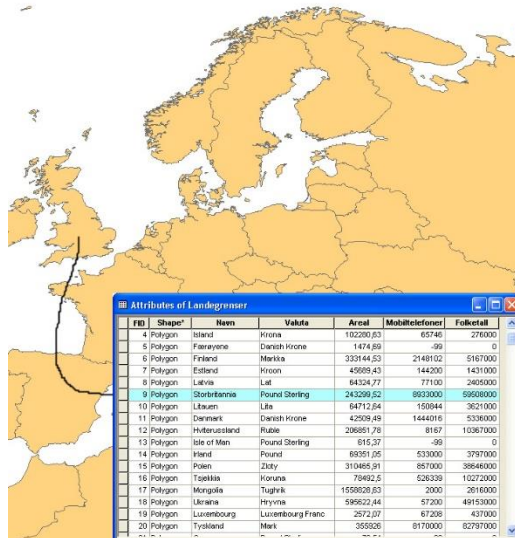 Attributes of Landegrenser
FID Shape* Navn Valuta Areal Mobiltelefoner Folketall
4 Polygon Island Krona 102260,63 65746 276000
5 Polygon Færøyene Danish Krone 1474,69 -99 0
6 Polygon Finland Markka 333144,53 2148102 5167000
7 Polygon Estland Kroon 45689,43 144200 1431000
8 Polygon Latvia Lat 64324,77 77100 2405000
9 Polygon Storbritannia Pound Sterling 243299,52 8933000 59508000
10 Polygon Litauen Lita 64712,64 150844 3621000
11 Polygon Danmark Danish Krone 42509,49 1444016 5336000
12 Polygon Hviterussland Ruble 206851,78 8167 10367000
13 Polygon Isle of Man Pound Sterling 615,37 -99 0
14 Polygon Irland Pound 69351,05 533000 3797000
15 Polygon Polen Zloty 310465,91 857000 38646000
16 Polygon Tsjekkia Koruna 78492,5 526339 10272000
17 Polygon Mongolia Tughrik 1558828,63 2000 2616000
18 Polygon Ukraina Hryvna 595622,44 57200 49153000
19 Polygon Luxembourg Luxembourg Franc 2572,07 67208 437000
20 Polygon Tyskland Mark 355926 8170000 82797000